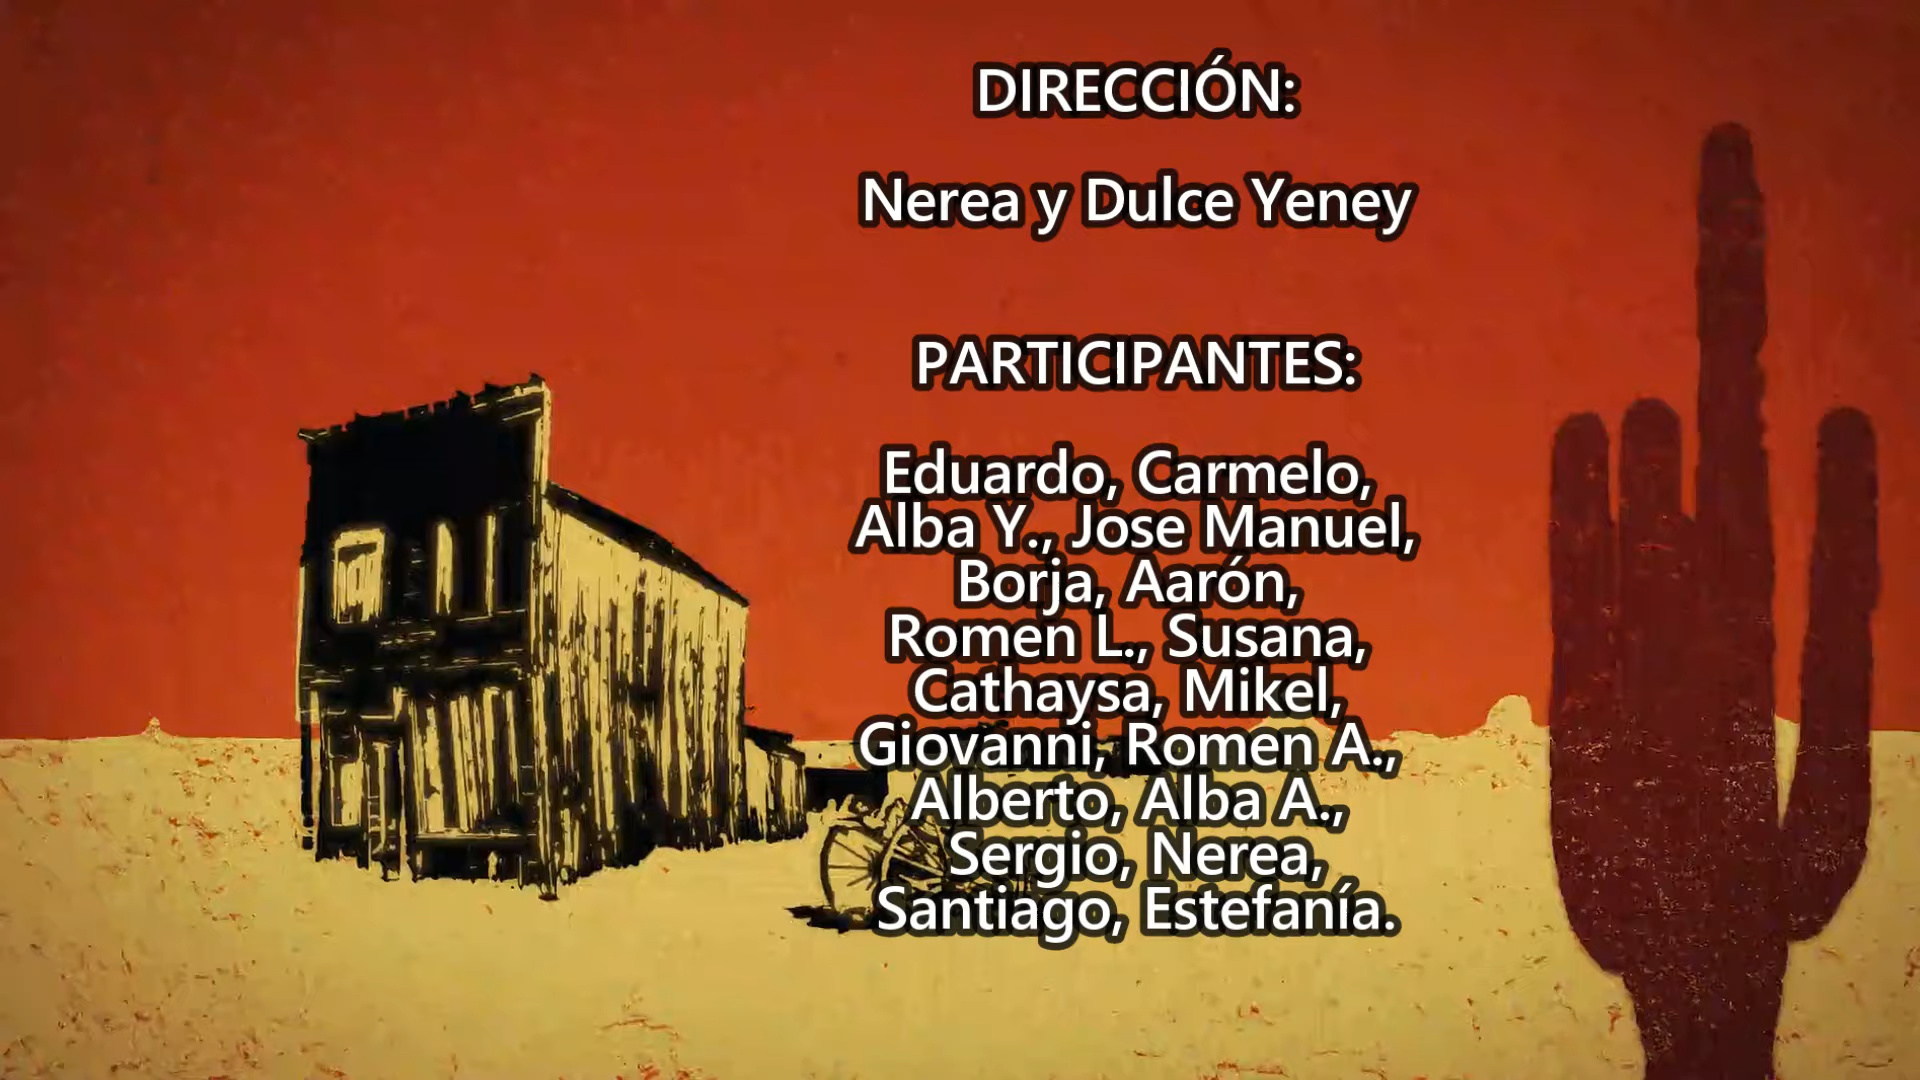 DIRECCIÓN:
Nerea y Dulce Yeney
PARTICIPANTES:
Eduardo, Carmelo,
Alba Y., Jose Manuel,
Borja, Aarón,
Romen L., Susana,
Cathaysa, Mikel,
Giovanni, Romen A.,
Alberto, Alba A.,
Sergio, Nerea,
Santiago, Estefanía.